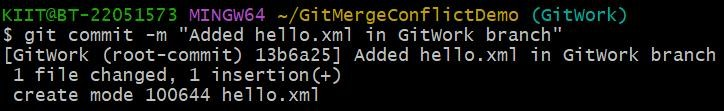 KIIT@BT-22051573 MINGW64 ~/GitMergeConflictDemo (GitWork)
$ git commit -m "Added hello.xml in GitWork branch"
[GitWork (root-commit) 13b6a25] Added hello.xml in GitWork branch
 1 file changed, 1 insertion(+)
 create mode 100644 hello.xml